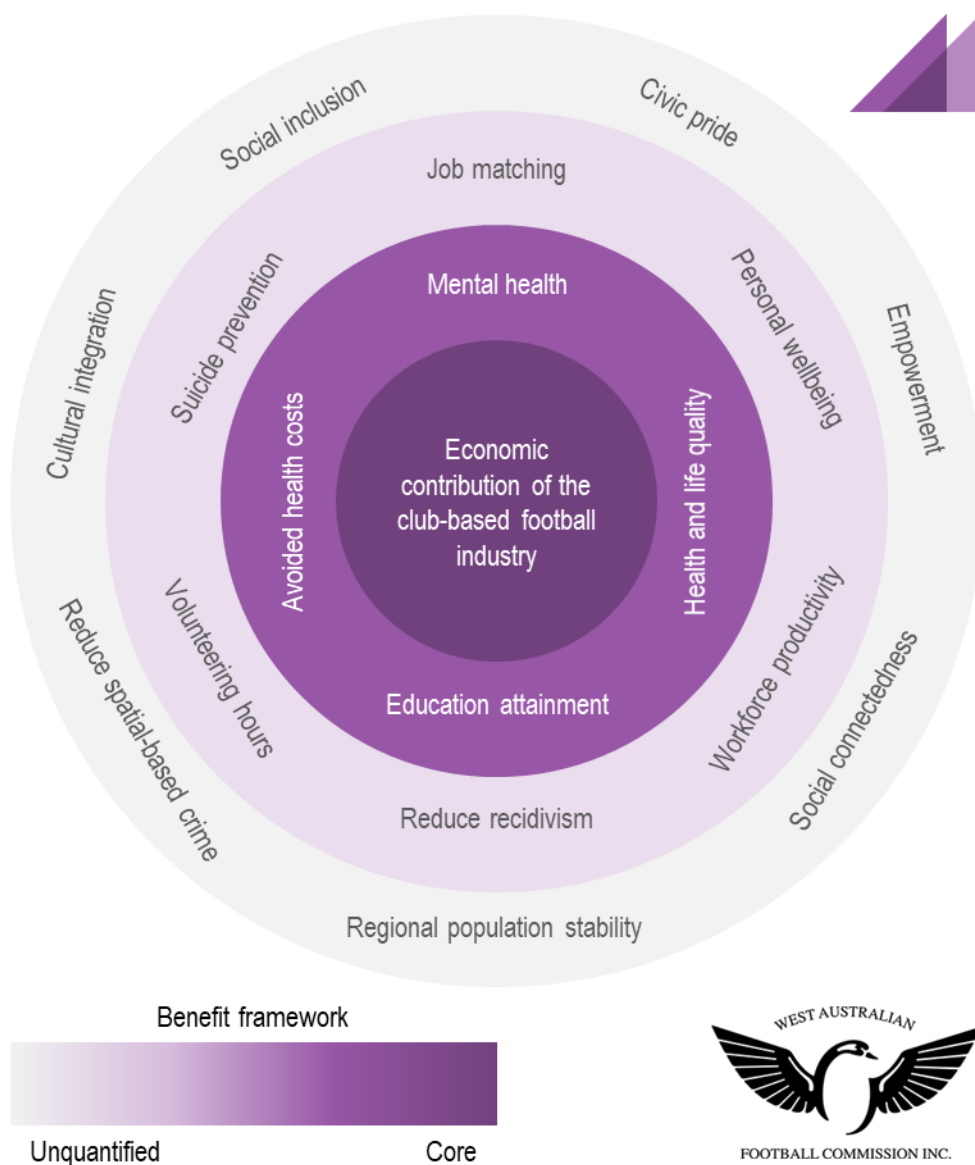 Social inclusion
Civic pride
Job matching
Mental health
Suicide prevention
Personal wellbeing
Cultural integration
Empowerment
Avoided health costs
Economic
contribution of the
club-based football
industry
Health and life quality
Volunteering hours
Workforce productivity
Reduce spatial-based crime
Social connectedness
Education attainment
Reduce recidivism
Regional population stability
Benefit framework
Unquantified
Core
WEST AUSTRALIAN
FOOTBALL COMMISSION INC.